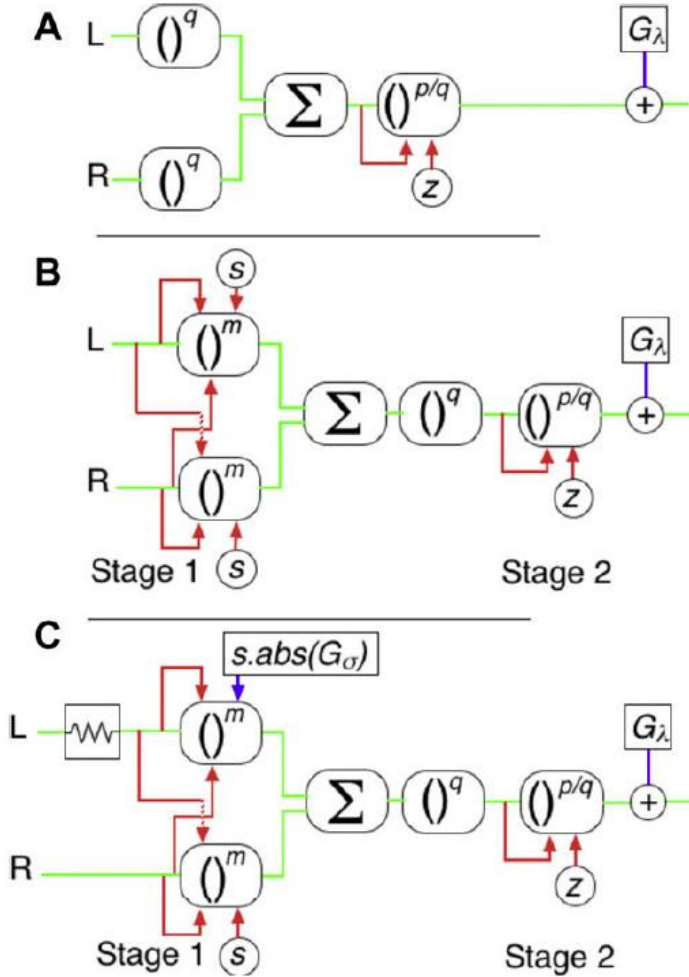 A
L ()^q
G_λ
Σ ()^{p/q} +
R ()^q
z
B
s
L ()^m
G_λ
Σ ()^q ()^{p/q} +
R ()^m
z
Stage 1 s Stage 2
C
s.abs(G_σ)
L ()^m
G_λ
Σ ()^q ()^{p/q} +
R ()^m
z
Stage 1 s Stage 2